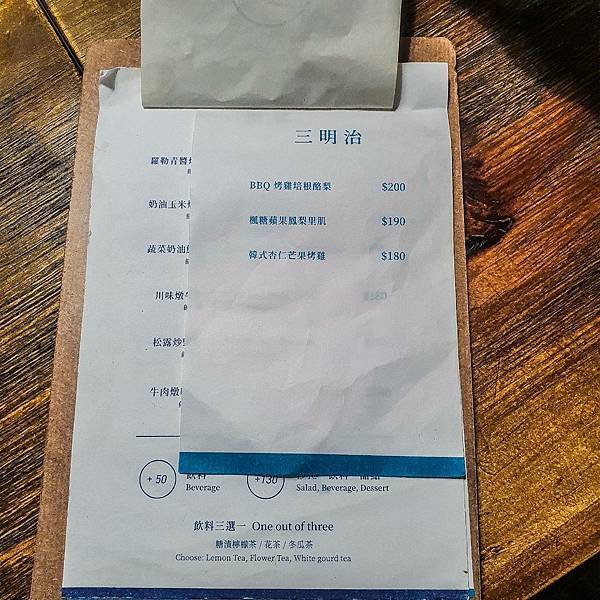 三明治
BBQ 烤雞培根酪梨 $200
楓糖蘋果鳳梨里肌 $190
韓式杏仁芒果烤雞 $180
羅勒青醬
奶油玉米
蔬菜奶油
川味燉
松露炒
牛肉燉
+ 50 飲料
Beverage
+130
Salad, Beverage, Dessert
飲料三選一 One out of three
糖漬檸檬茶 / 花茶 / 冬瓜茶
Choose: Lemon Tea, Flower Tea, White gourd tea